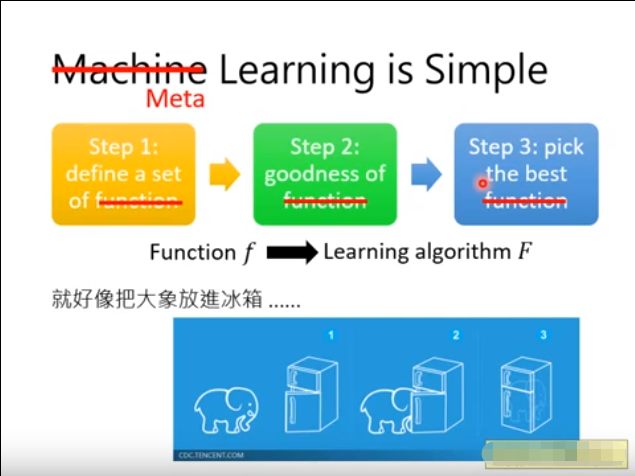 Machine Learning is Simple
Meta
Step 1:
define a set
of function
Step 2:
goodness of
function
Step 3: pick
the best
function
Function f Learning algorithm F
就好像把大象放進冰箱 ......
1
2
3
CDC.TENCENT.COM